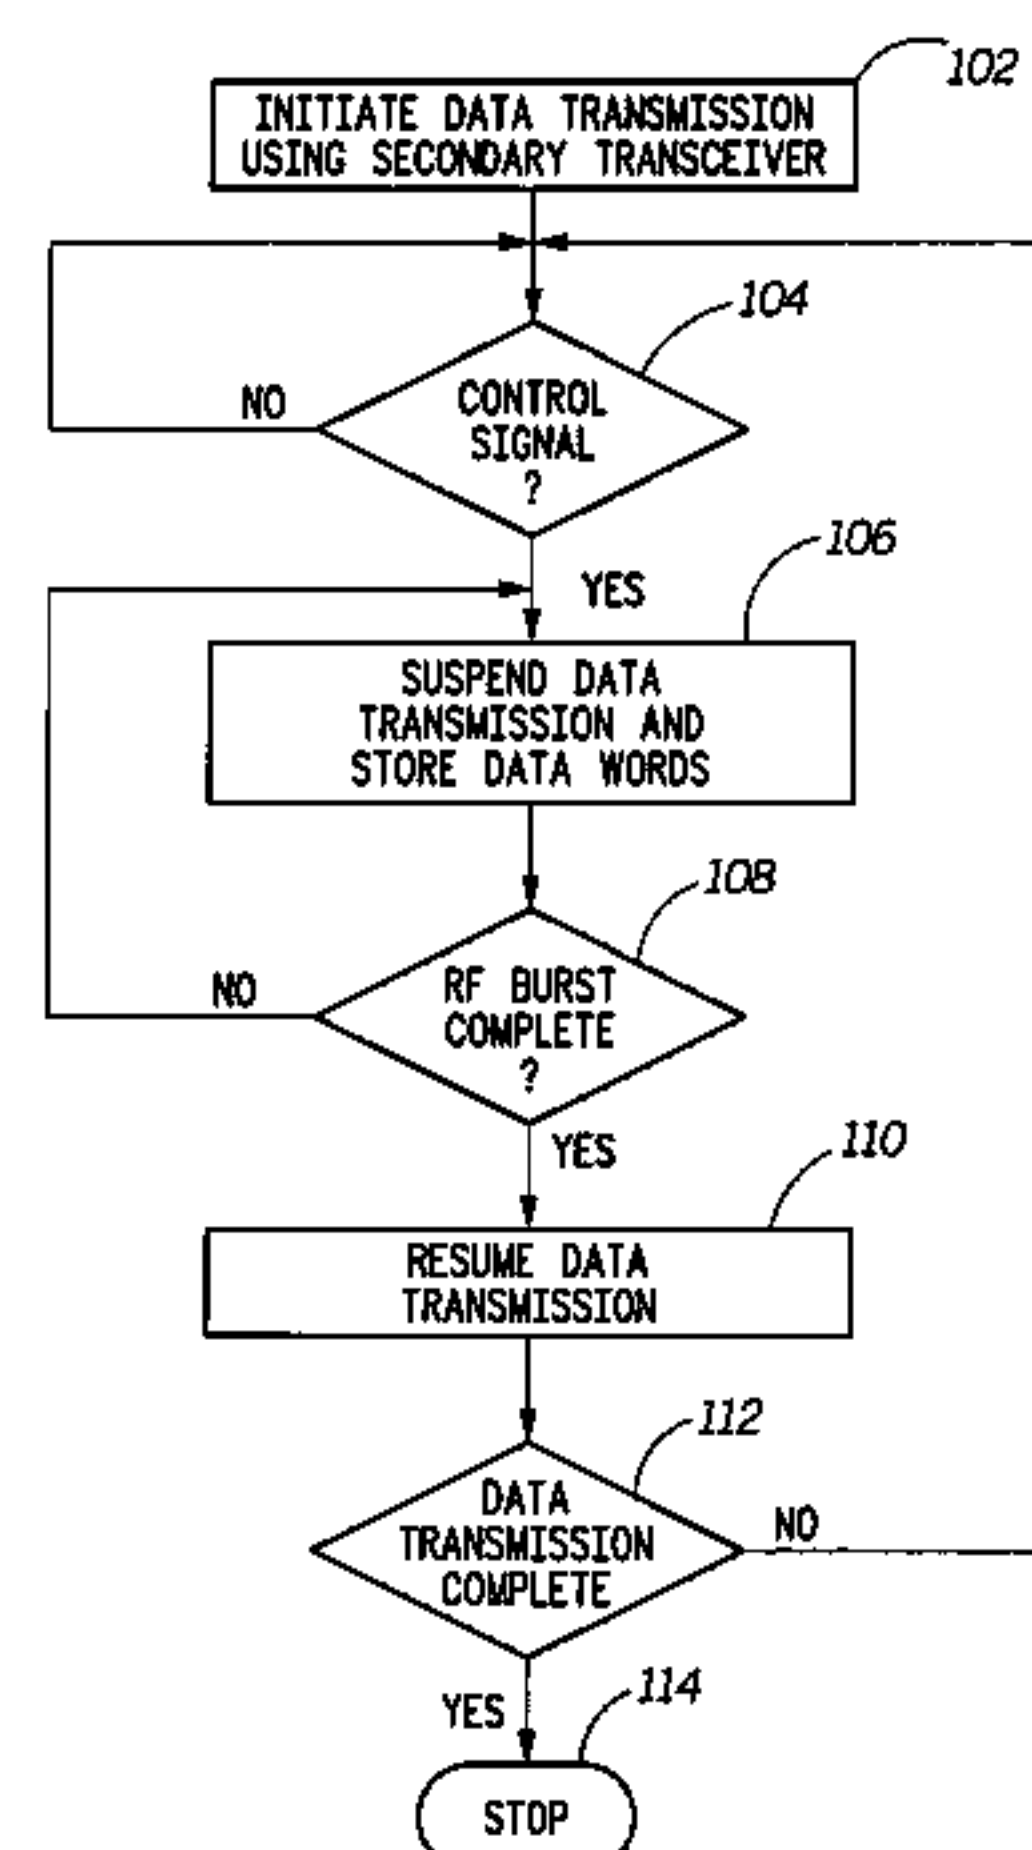 102
INITIATE DATA TRANSMISSION
USING SECONDARY TRANSCEIVER
104
CONTROL
SIGNAL
?
NO
YES
106
SUSPEND DATA
TRANSMISSION AND
STORE DATA WORDS
108
RF BURST
COMPLETE
?
NO
YES
110
RESUME DATA
TRANSMISSION
112
DATA
TRANSMISSION
COMPLETE
NO
YES
114
STOP